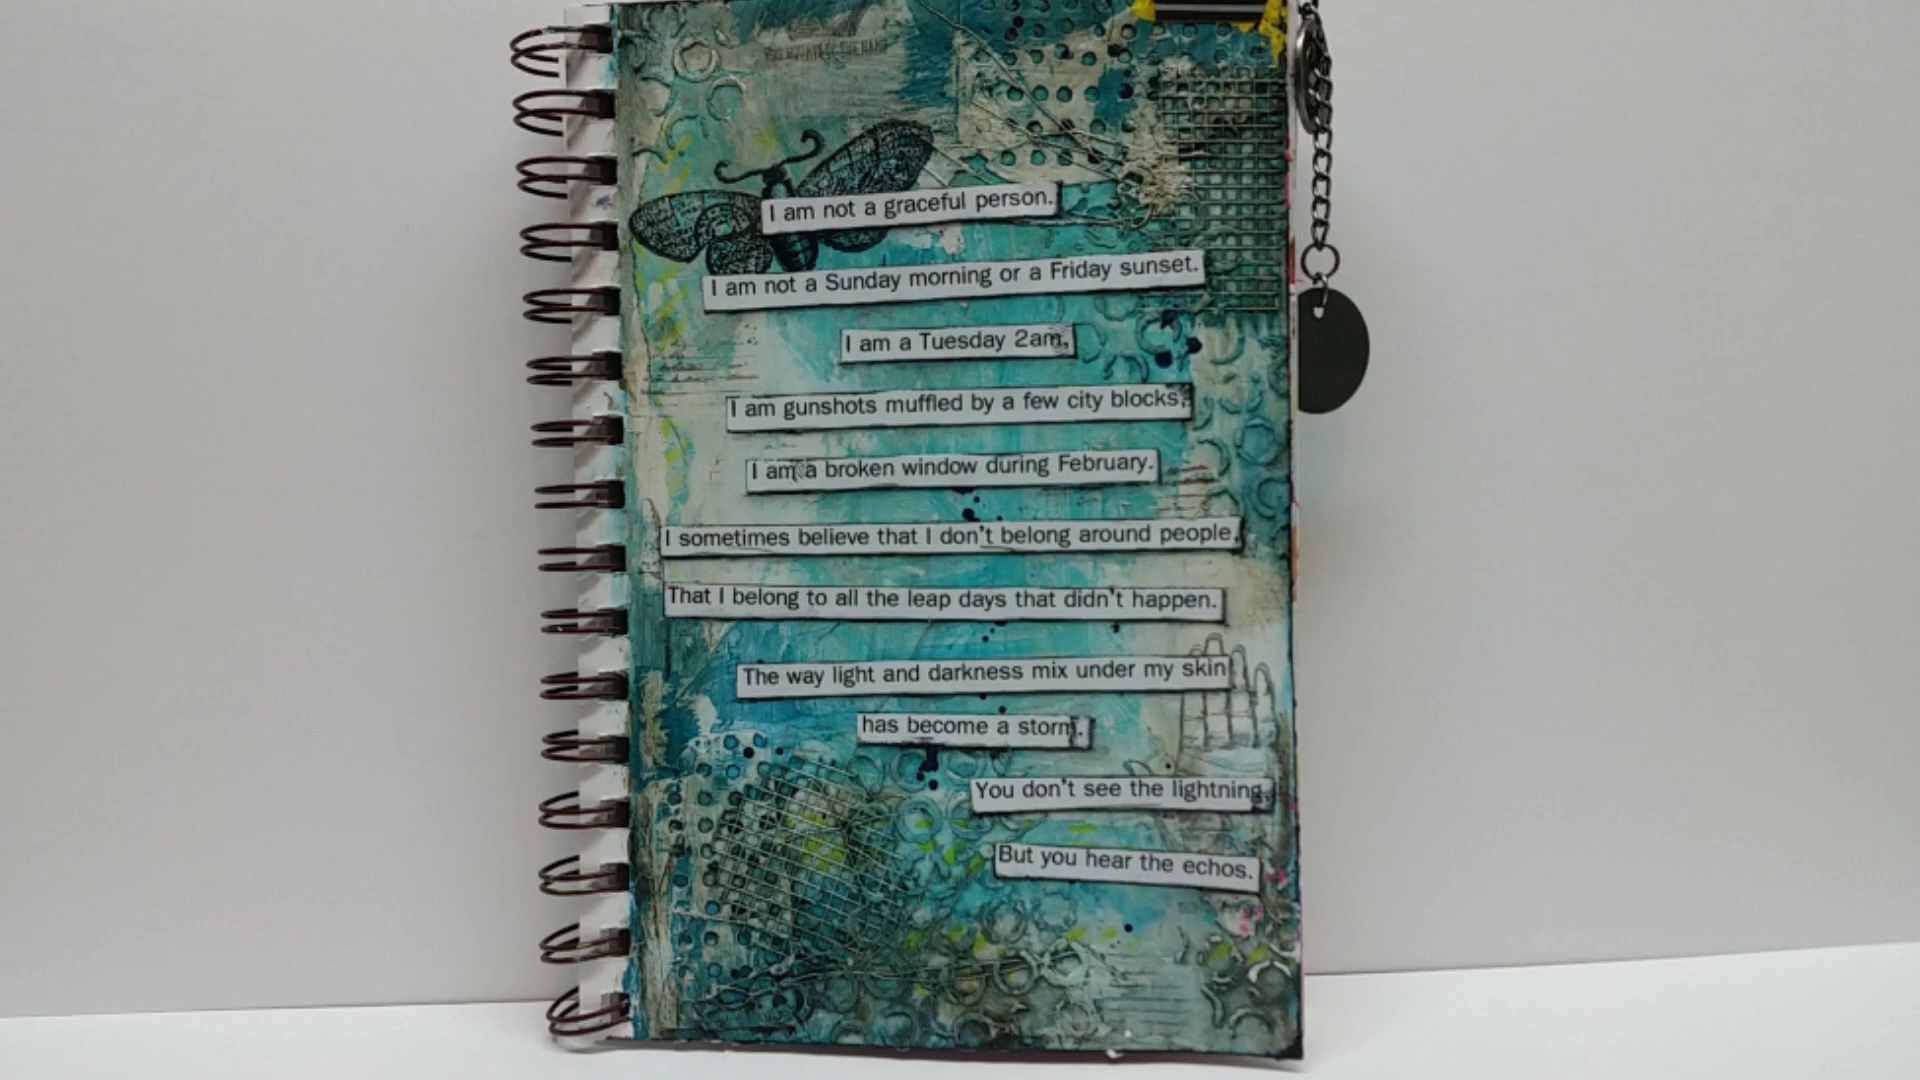 I am not a graceful person.
I am not a Sunday morning or a Friday sunset.
I am a Tuesday 2am,
I am gunshots muffled by a few city blocks,
I am a broken window during February.
I sometimes believe that I don't belong around people,
That I belong to all the leap days that didn't happen.
The way light and darkness mix under my skin
has become a storm.
You don't see the lightning,
But you hear the echos.